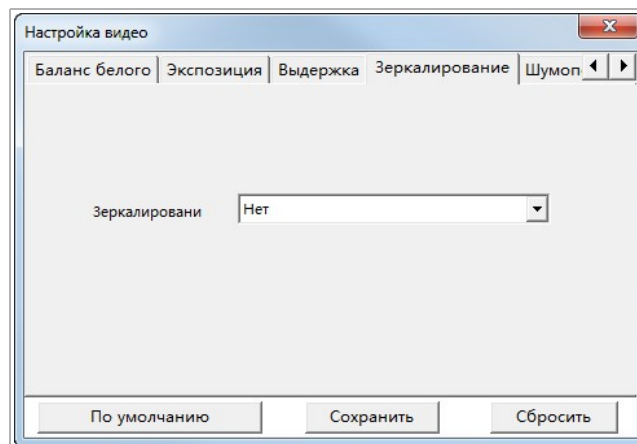 Настройка видео
Баланс белого Экспозиция Выдержка Зеркалирование Шумоп
Зеркалировани Нет
По умолчанию Сохранить Сбросить